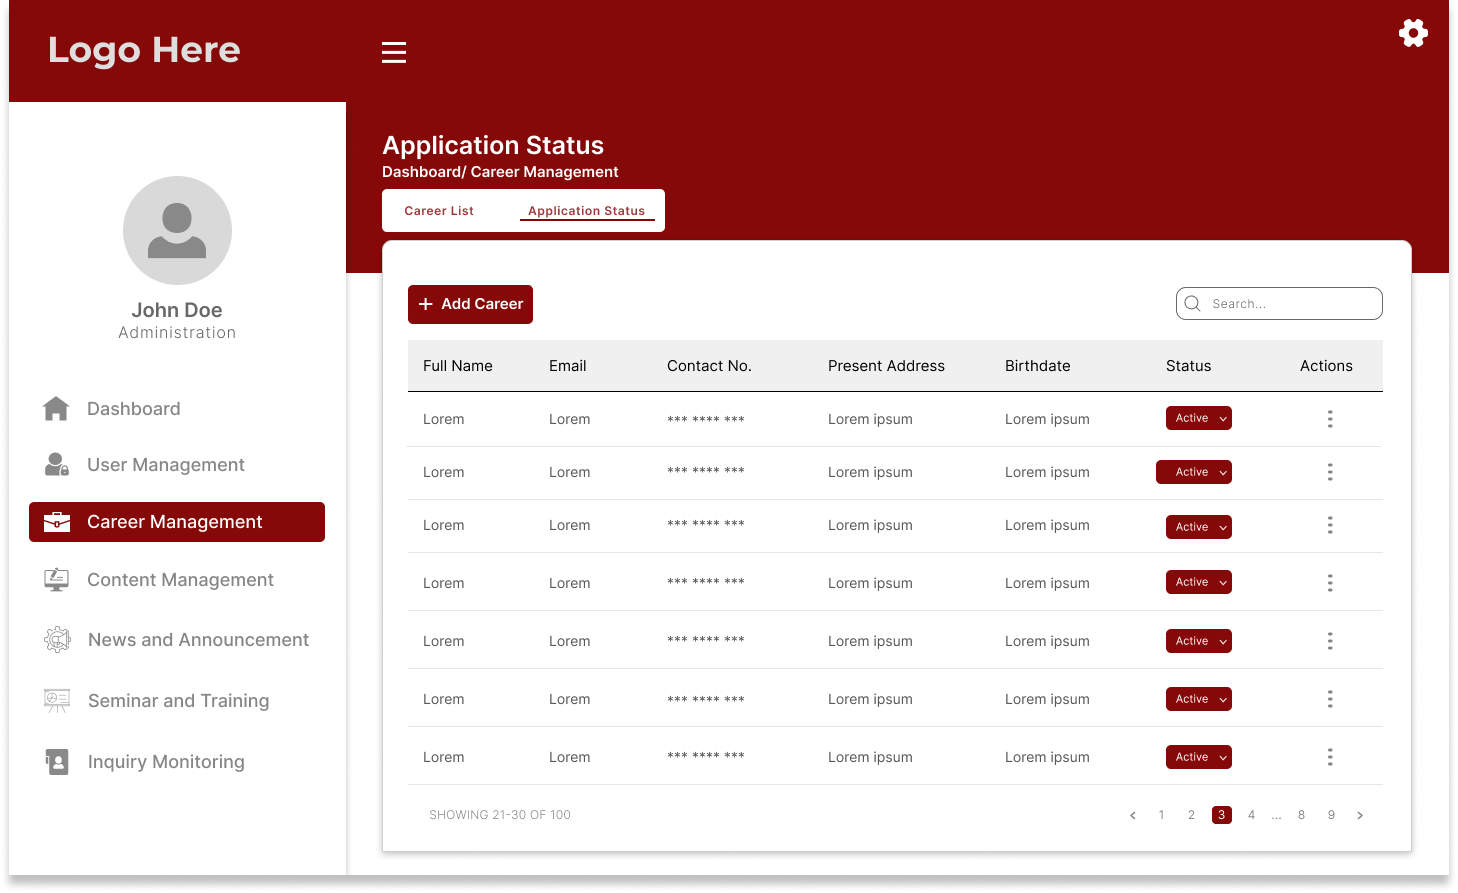 Logo Here
Application Status
Dashboard/ Career Management
Career List Application Status
John Doe
Administration
Dashboard
User Management
Career Management
Content Management
News and Announcement
Seminar and Training
Inquiry Monitoring
+ Add Career Search...
Full Name Email Contact No. Present Address Birthdate Status Actions
Lorem Lorem *** **** *** Lorem ipsum Lorem ipsum Active
Lorem Lorem *** **** *** Lorem ipsum Lorem ipsum Active
Lorem Lorem *** **** *** Lorem ipsum Lorem ipsum Active
Lorem Lorem *** **** *** Lorem ipsum Lorem ipsum Active
Lorem Lorem *** **** *** Lorem ipsum Lorem ipsum Active
Lorem Lorem *** **** *** Lorem ipsum Lorem ipsum Active
Lorem Lorem *** **** *** Lorem ipsum Lorem ipsum Active
SHOWING 21-30 OF 100 < 1 2 3 4 ... 8 9 >